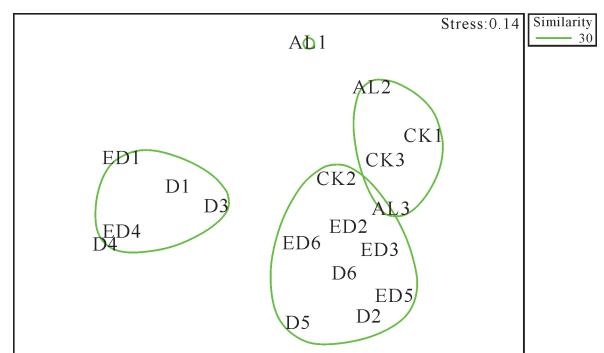 Stress:0.14
Similarity
30
AL1
AL2
CK1
ED1
CK3
D1
CK2
D3
AL3
ED2
ED4
D4
ED6
ED3
D6
ED5
D2
D5